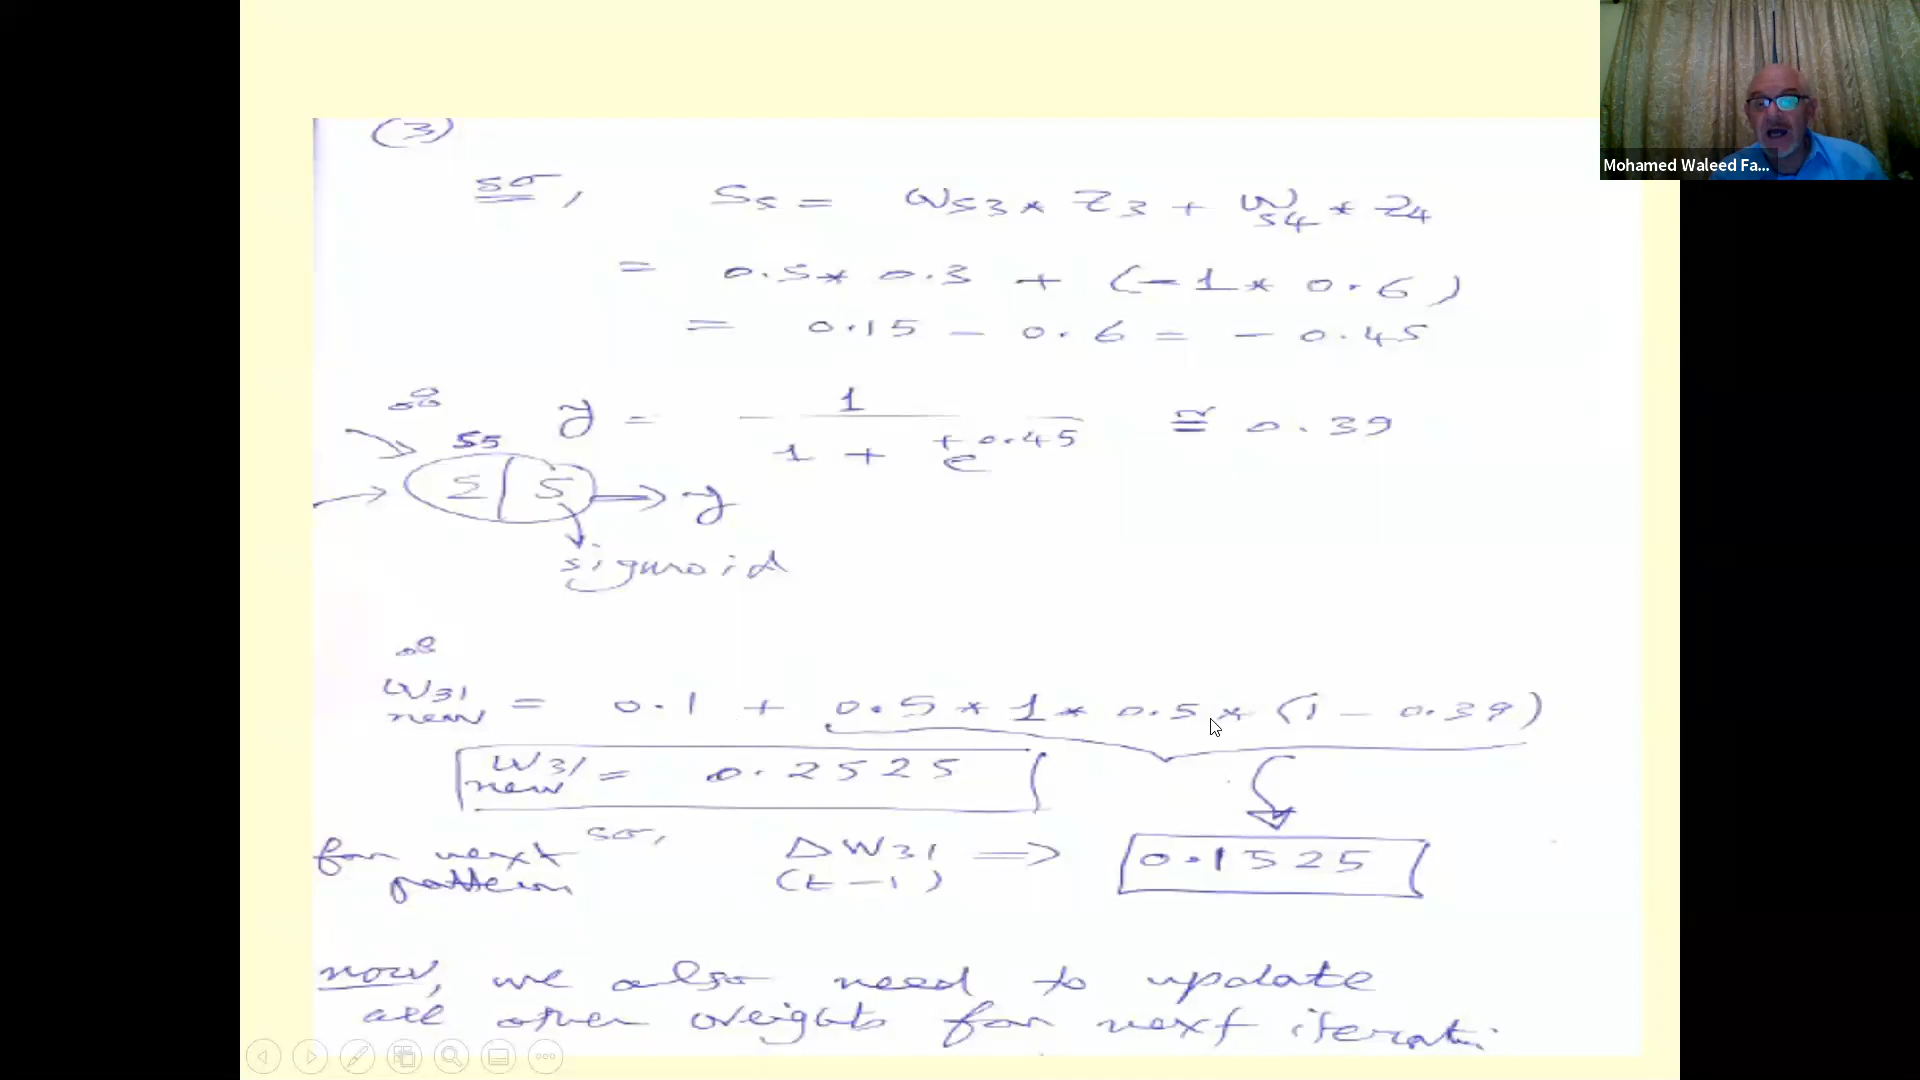 (3)
so, S5 = W53 * Z3 + W54 * Z4
= 0.5 * 0.3 + (-1 * 0.6)
= 0.15 - 0.6 = - 0.45
∴ y = 1 / (1 + e^+0.45) ≅ 0.39
S5
Σ | S → y
sigmoid
∴
W31 new = 0.1 + 0.5 * 1 * 0.5 * (1 - 0.39)
W31 new = 0.2525
so,
for next pattern ΔW31 (t-1) ⇒ 0.1525
now, we also need to update
all other weights for next iterati
Mohamed Waleed Fa...